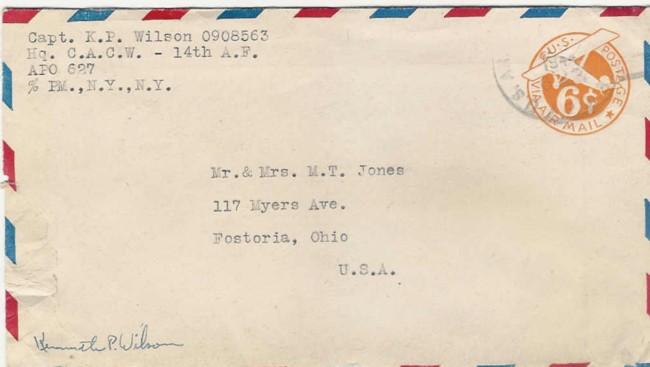 Capt. K.P. Wilson 0908563
Hq. C.A.C.W. - 14th A.F.
APO 627
% PM.,N.Y.,N.Y.
U.S. POSTAGE
6¢
VIA AIR MAIL
Mr.& Mrs. M.T. Jones
117 Myers Ave.
Fostoria, Ohio
U.S.A.
Kenneth P. Wilson